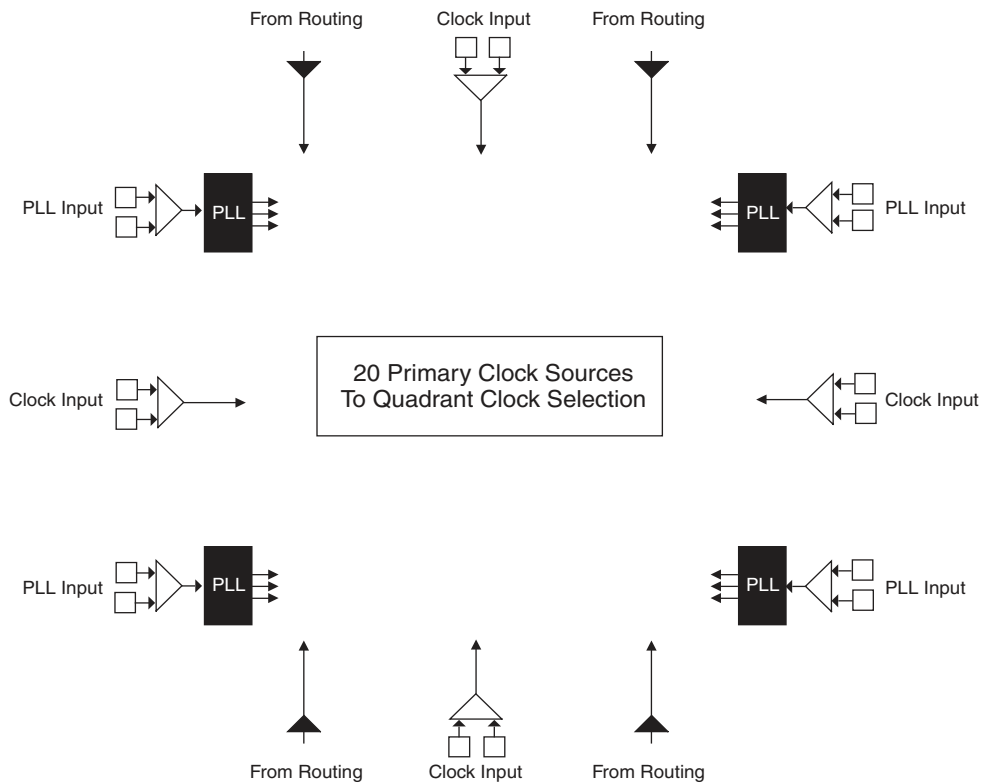 From Routing
Clock Input
From Routing
PLL Input
PLL
PLL
PLL Input
Clock Input
20 Primary Clock Sources
To Quadrant Clock Selection
Clock Input
PLL Input
PLL
PLL
PLL Input
From Routing
Clock Input
From Routing